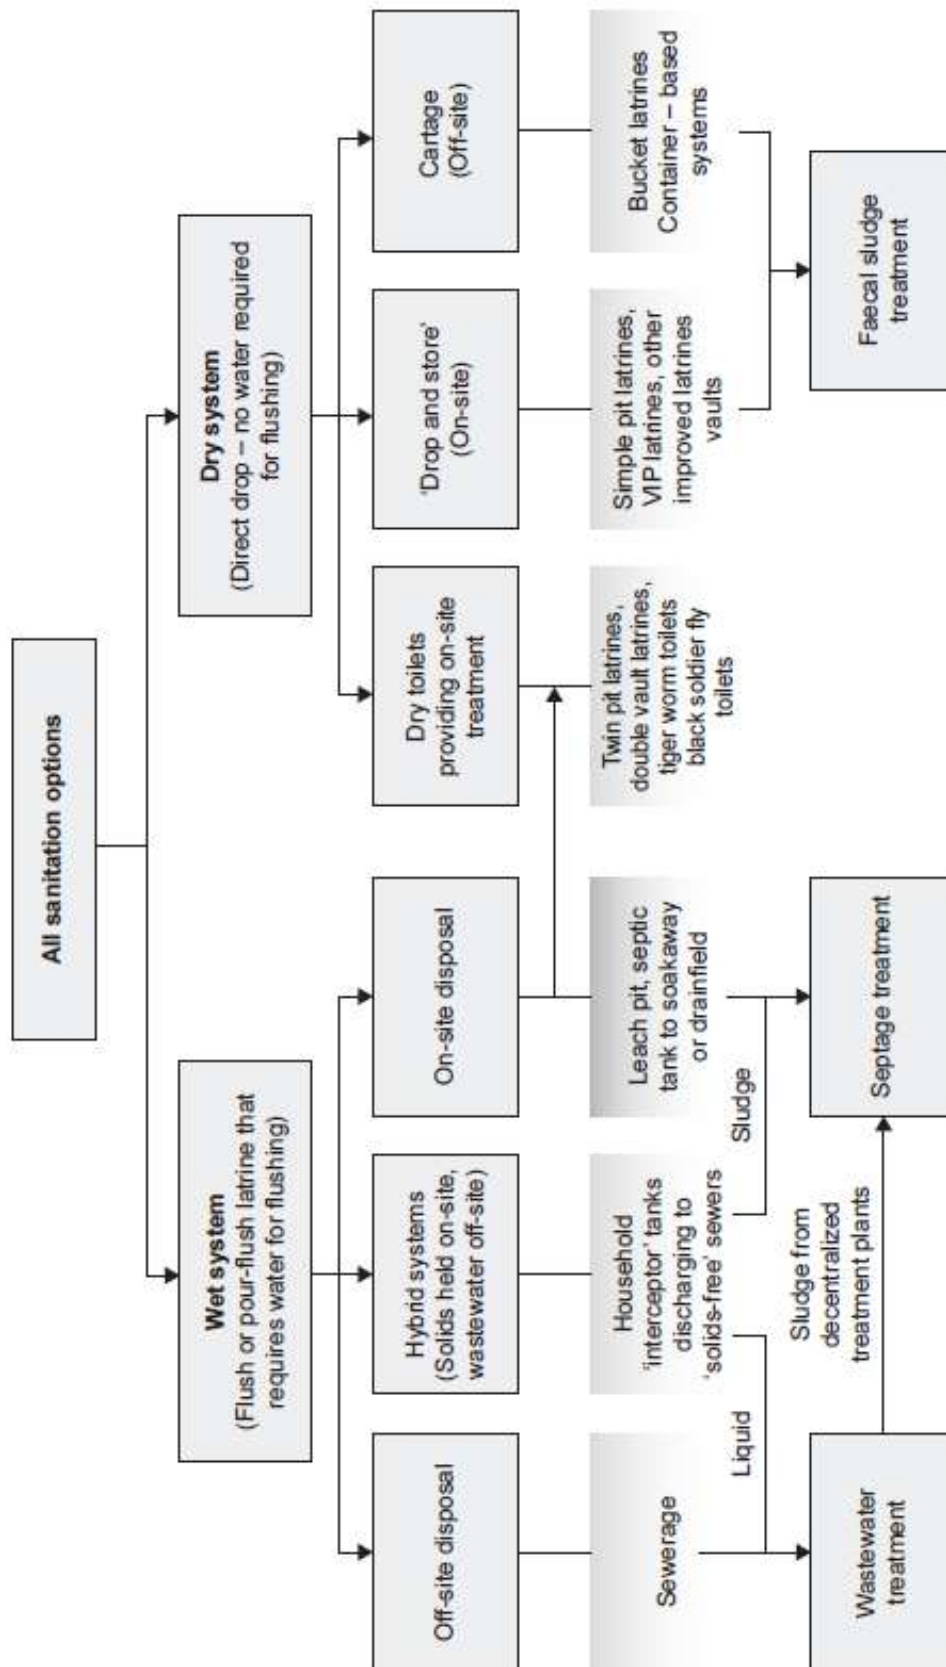 All sanitation options
Wet system
(Flush or pour-flush latrine that
requires water for flushing)
Dry system
(Direct drop – no water required
for flushing)
Off-site disposal
Hybrid systems
(Solids held on-site,
wastewater off-site)
On-site disposal
Dry toilets
providing on-site
treatment
'Drop and store'
(On-site)
Cartage
(Off-site)
Sewerage
Household
'interceptor' tanks
discharging to
'solids-free' sewers
Leach pit, septic
tank to soakaway
or drainfield
Twin pit latrines,
double vault latrines,
tiger worm toilets
black soldier fly
toilets
Simple pit latrines,
VIP latrines, other
improved latrines
vaults
Bucket latrines
Container – based
systems
Liquid
Sludge
Wastewater
treatment
Sludge from
decentralized
treatment plants
Septage treatment
Faecal sludge
treatment